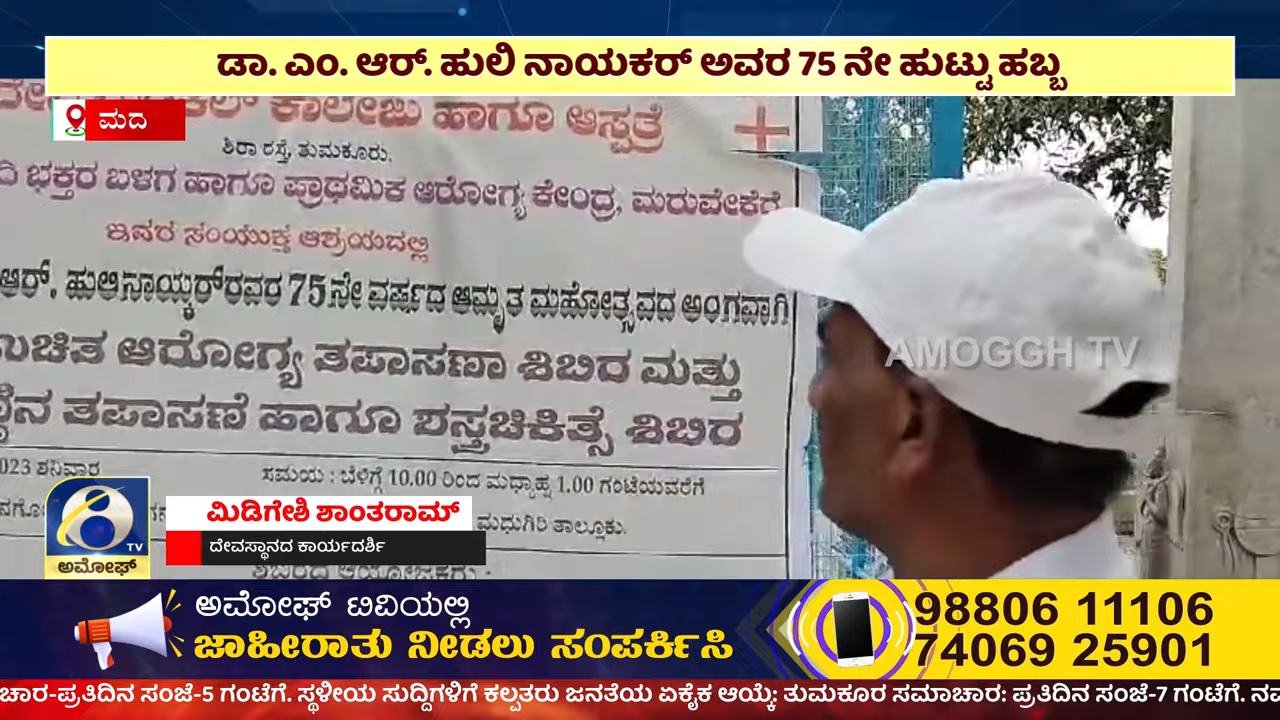 ಡಾ. ಎಂ. ಆರ್. ಹುಲಿ ನಾಯಕರ್ ಅವರ 75 ನೇ ಹುಟ್ಟು ಹಬ್ಬ
ಮದ
ಕಾಲೇಜು ಹಾಗೂ ಆಸ್ಪತ್ರೆ
ಶಿರಾ ರಸ್ತೆ, ತುಮಕೂರು.
ಭಕ್ತರ ಬಳಗ ಹಾಗೂ ಪ್ರಾಥಮಿಕ ಆರೋಗ್ಯ ಕೇಂದ್ರ, ಮರುವೇಕೆರೆ
ಇವರ ಸಂಯುಕ್ತ ಆಶ್ರಯದಲ್ಲಿ
ಆರ್. ಹುಲಿನಾಯ್ಕರ್‌ರವರ 75ನೇ ವರ್ಷದ ಅಮೃತ ಮಹೋತ್ಸವದ ಅಂಗವಾಗಿ
ಉಚಿತ ಆರೋಗ್ಯ ತಪಾಸಣಾ ಶಿಬಿರ ಮತ್ತು
ತಪಾಸಣೆ ಹಾಗೂ ಶಸ್ತ್ರಚಿಕಿತ್ಸೆ ಶಿಬಿರ
2023 ಶನಿವಾರ ಸಮಯ : ಬೆಳಿಗ್ಗೆ 10.00 ರಿಂದ ಮಧ್ಯಾಹ್ನ 1.00 ಗಂಟೆಯವರೆಗೆ
ಮಧುಗಿರಿ ತಾಲ್ಲೂಕು.
AMOGGH TV
ಮಿಡಿಗೇಶಿ ಶಾಂತರಾಮ್
ದೇವಸ್ಥಾನದ ಕಾರ್ಯದರ್ಶಿ
TV
ಅಮೋಘ್
ಅಮೋಘ್ ಟಿವಿಯಲ್ಲಿ
ಜಾಹೀರಾತು ನೀಡಲು ಸಂಪರ್ಕಿಸಿ
98806 11106
74069 25901
ಚಾರ-ಪ್ರತಿದಿನ ಸಂಜೆ-5 ಗಂಟೆಗೆ. ಸ್ಥಳೀಯ ಸುದ್ದಿಗಳಿಗೆ ಕಲ್ಪತರು ಜನತೆಯ ಏಕೈಕ ಆಯ್ಕೆ: ತುಮಕೂರ ಸಮಾಚಾರ: ಪ್ರತಿದಿನ ಸಂಜೆ-7 ಗಂಟೆಗೆ. ನಮ